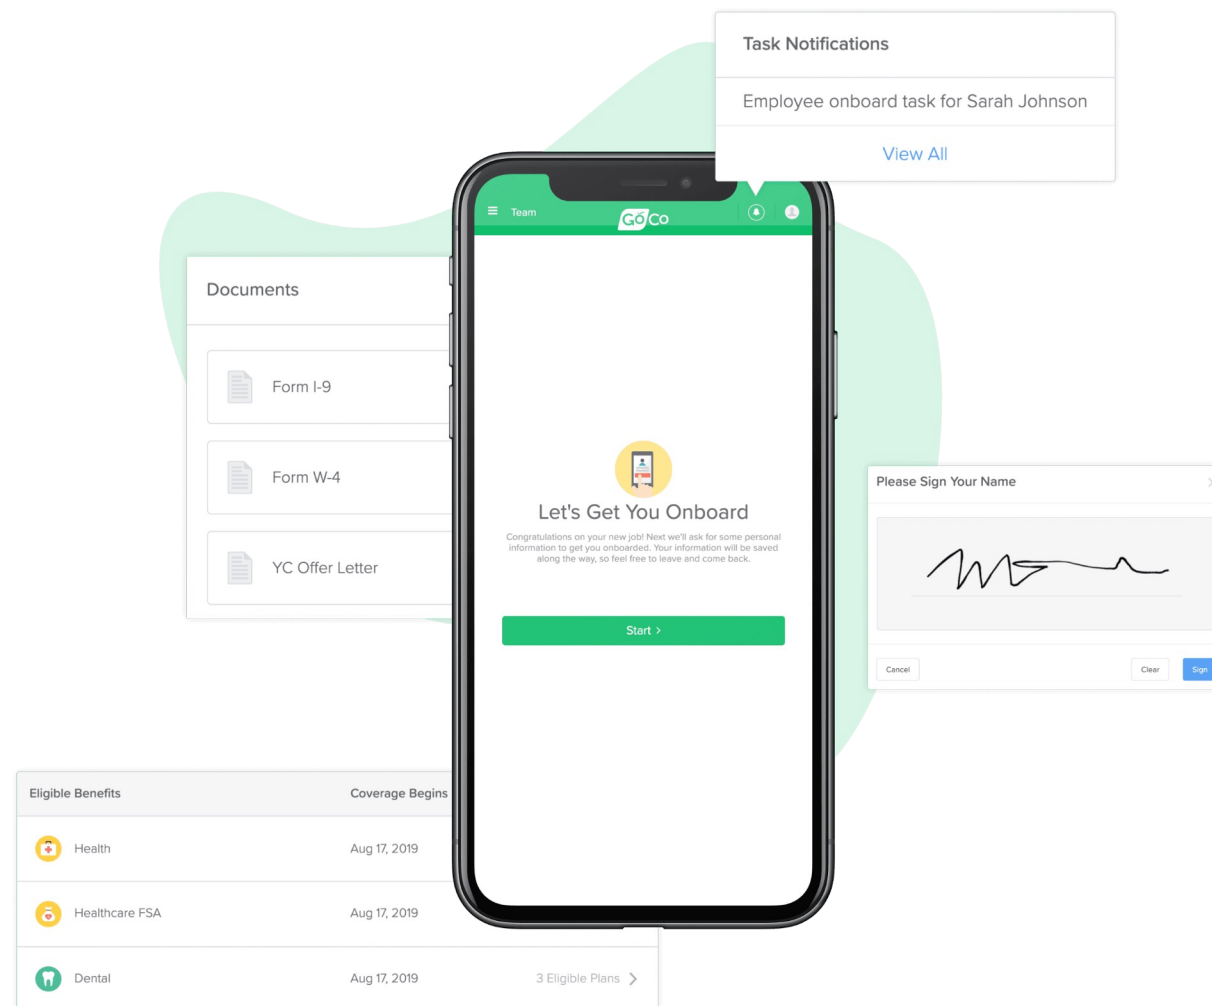 Task Notifications
Employee onboard task for Sarah Johnson
View All
Team
GoCo
Documents
Form I-9
Form W-4
YC Offer Letter
Let's Get You Onboard
Congratulations on your new job! Next we'll ask for some personal
information to get you onboarded. Your information will be saved
along the way, so feel free to leave and come back.
Start >
Please Sign Your Name
Cancel
Clear
Sign
Eligible Benefits
Coverage Begins
Health
Aug 17, 2019
Healthcare FSA
Aug 17, 2019
Dental
Aug 17, 2019
3 Eligible Plans >